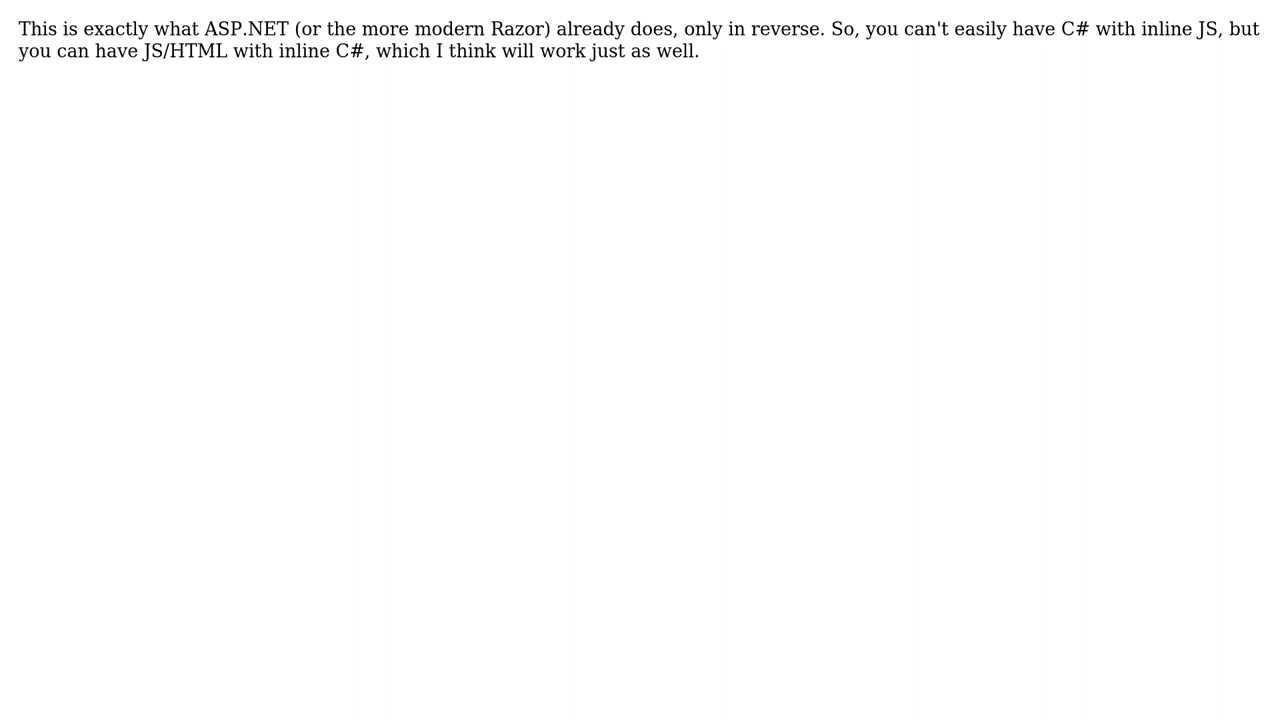 This is exactly what ASP.NET (or the more modern Razor) already does, only in reverse. So, you can't easily have C# with inline JS, but
you can have JS/HTML with inline C#, which I think will work just as well.